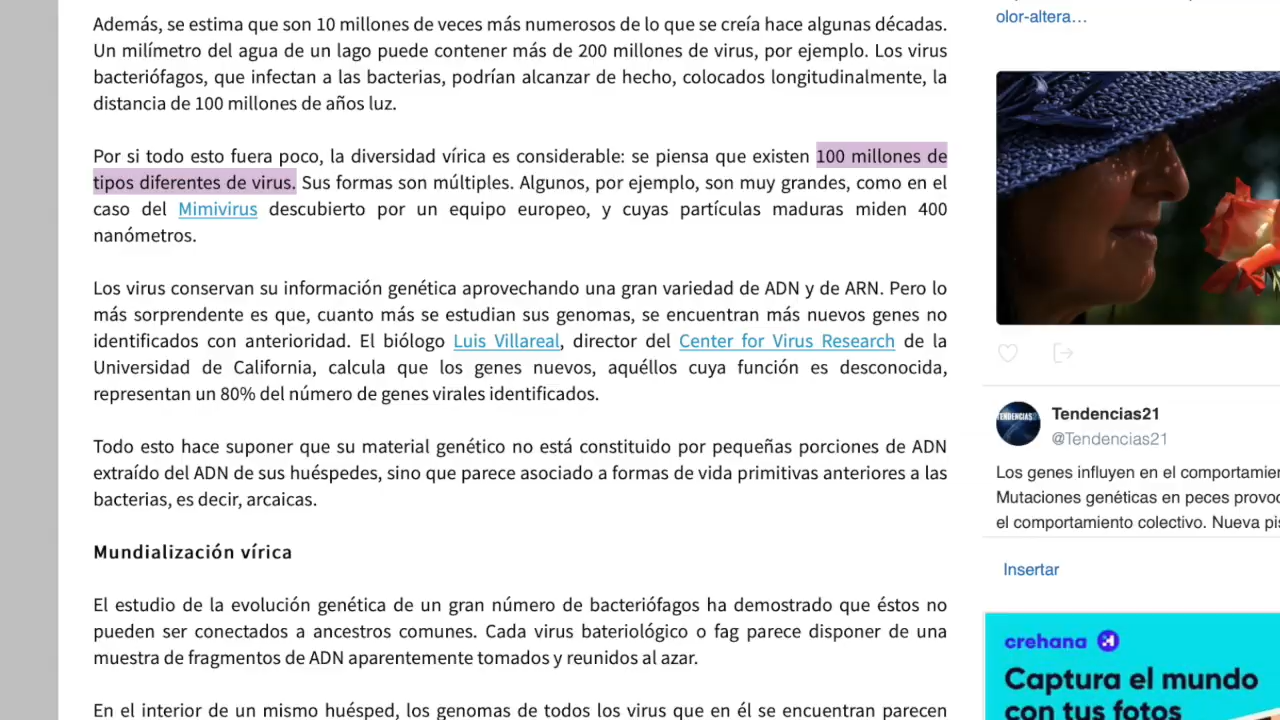 Además, se estima que son 10 millones de veces más numerosos de lo que se creía hace algunas décadas.
Un milímetro del agua de un lago puede contener más de 200 millones de virus, por ejemplo. Los virus
bacteriófagos, que infectan a las bacterias, podrían alcanzar de hecho, colocados longitudinalmente, la
distancia de 100 millones de años luz.
Por si todo esto fuera poco, la diversidad vírica es considerable: se piensa que existen 100 millones de
tipos diferentes de virus. Sus formas son múltiples. Algunos, por ejemplo, son muy grandes, como en el
caso del Mimivirus descubierto por un equipo europeo, y cuyas partículas maduras miden 400
nanómetros.
Los virus conservan su información genética aprovechando una gran variedad de ADN y de ARN. Pero lo
más sorprendente es que, cuanto más se estudian sus genomas, se encuentran más nuevos genes no
identificados con anterioridad. El biólogo Luis Villareal, director del Center for Virus Research de la
Universidad de California, calcula que los genes nuevos, aquéllos cuya función es desconocida,
representan un 80% del número de genes virales identificados.
Todo esto hace suponer que su material genético no está constituido por pequeñas porciones de ADN
extraído del ADN de sus huéspedes, sino que parece asociado a formas de vida primitivas anteriores a las
bacterias, es decir, arcaicas.
Mundialización vírica
El estudio de la evolución genética de un gran número de bacteriófagos ha demostrado que éstos no
pueden ser conectados a ancestros comunes. Cada virus bateriológico o fag parece disponer de una
muestra de fragmentos de ADN aparentemente tomados y reunidos al azar.
En el interior de un mismo huésped, los genomas de todos los virus que en él se encuentran parecen
olor-altera…
TENDENCIAS
Tendencias21
@Tendencias21
Los genes influyen en el comportamie
Mutaciones genéticas en peces provoc
el comportamiento colectivo. Nueva pis
Insertar
crehana
Captura el mundo
con tus fotos